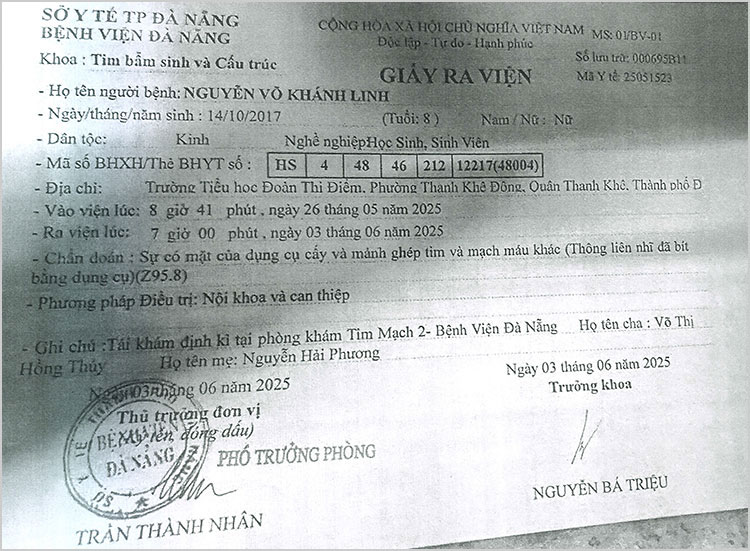 SỞ Y TẾ TP ĐÀ NẴNG
BỆNH VIỆN ĐÀ NẴNG
CỘNG HÒA XÃ HỘI CHỦ NGHĨA VIỆT NAM
Độc lập - Tự do - Hạnh phúc
MS: 01/BV-01
Số lưu trữ: 000695B11
Mã Y tế: 25051523
Khoa : Tim bẩm sinh và Cấu trúc
GIẤY RA VIỆN
- Họ tên người bệnh: NGUYỄN VÕ KHÁNH LINH
- Ngày/tháng/năm sinh : 14/10/2017 (Tuổi: 8 ) Nam / Nữ : Nữ
- Dân tộc: Kinh Nghề nghiệpHọc Sinh, Sinh Viên
- Mã số BHXH/Thẻ BHYT số : HS 4 48 46 212 12217(48004)
- Địa chỉ: Trường Tiểu học Đoàn Thị Điểm, Phường Thanh Khê Đông, Quận Thanh Khê, Thành phố Đ
- Vào viện lúc: 8 giờ 41 phút , ngày 26 tháng 05 năm 2025
- Ra viện lúc: 7 giờ 00 phút , ngày 03 tháng 06 năm 2025
- Chẩn đoán : Sự có mặt của dụng cụ cấy và mảnh ghép tim và mạch máu khác (Thông liên nhĩ đã bít
bằng dụng cụ)(Z95.8)
- Phương pháp Điều trị: Nội khoa và can thiệp
- Ghi chú :Tái khám định kì tại phòng khám Tim Mạch 2- Bệnh Viện Đà Nẵng Họ tên cha : Võ Thị
Hồng Thủy Họ tên mẹ: Nguyễn Hải Phương
Ngày 03 tháng 06 năm 2025
Thủ trưởng đơn vị
(Ký tên, đóng dấu)
BỆNH VIỆN
ĐÀ NẴNG
PHÓ TRƯỞNG PHÒNG
TRẦN THÀNH NHÂN
Ngày 03 tháng 06 năm 2025
Trưởng khoa
NGUYỄN BÁ TRIỆU